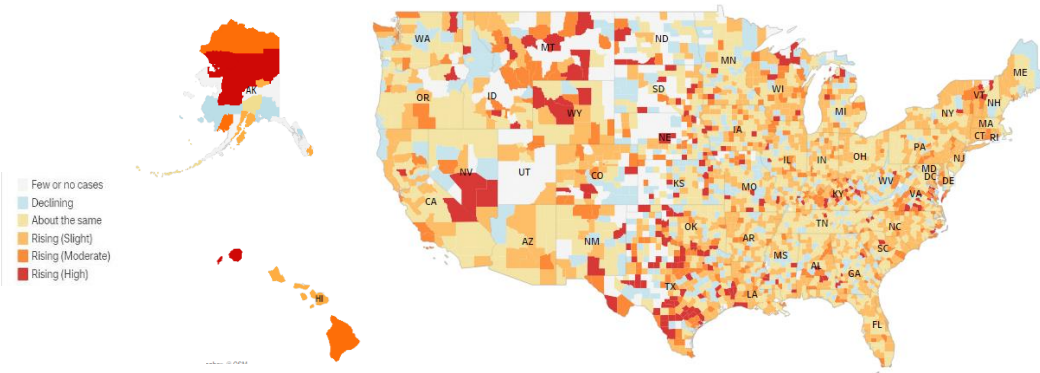 WA
MT
ND
MN
ME
AK
OR
ID
SD
WI
VT
NH
WY
MI
NY
MA
CT RI
NE
IA
PA
NJ
NV
UT
CO
IL
IN
OH
MD
DC
DE
Few or no cases
Declining
About the same
Rising (Slight)
Rising (Moderate)
Rising (High)
CA
KS
MO
KY
WV
VA
AZ
NM
OK
AR
TN
NC
SC
MS
AL
GA
TX
LA
HI
FL